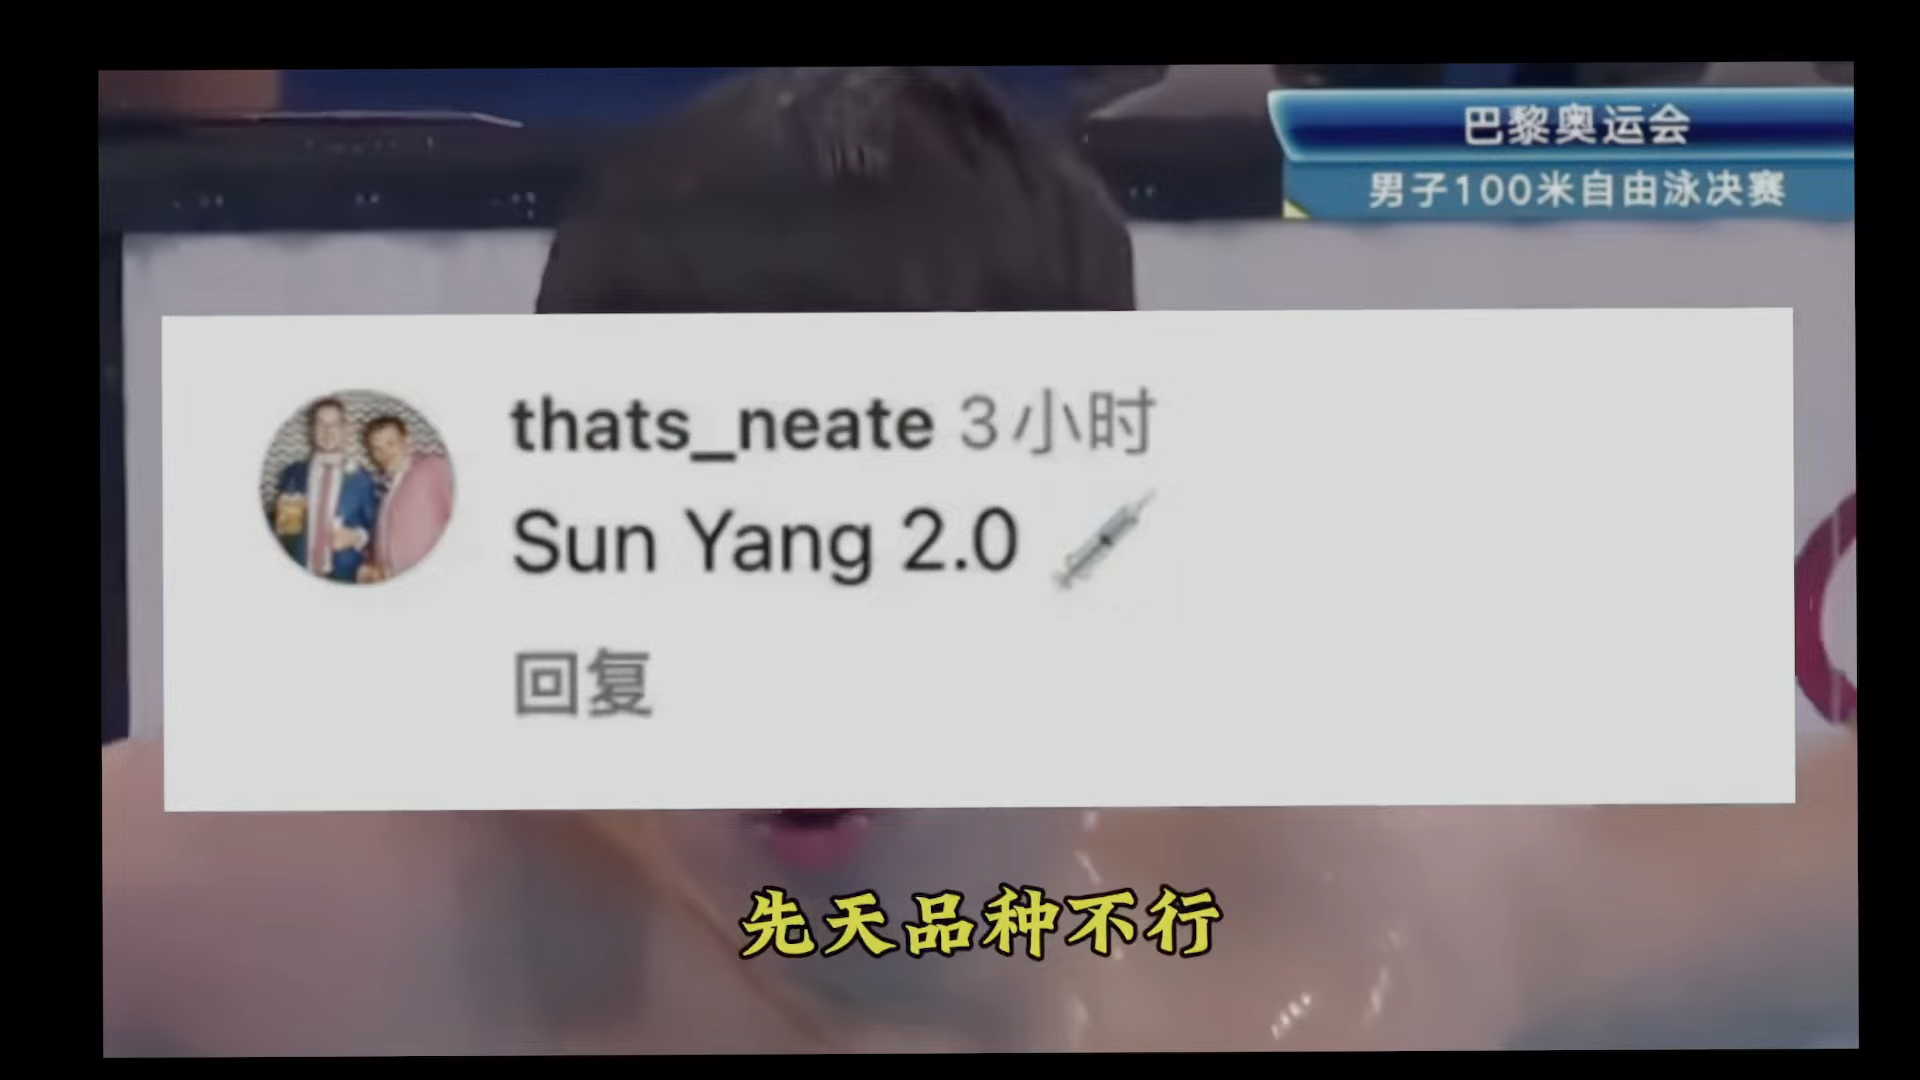 巴黎奥运会
男子100米自由泳决赛
thats_neate 3小时
Sun Yang 2.0
回复
先天品种不行